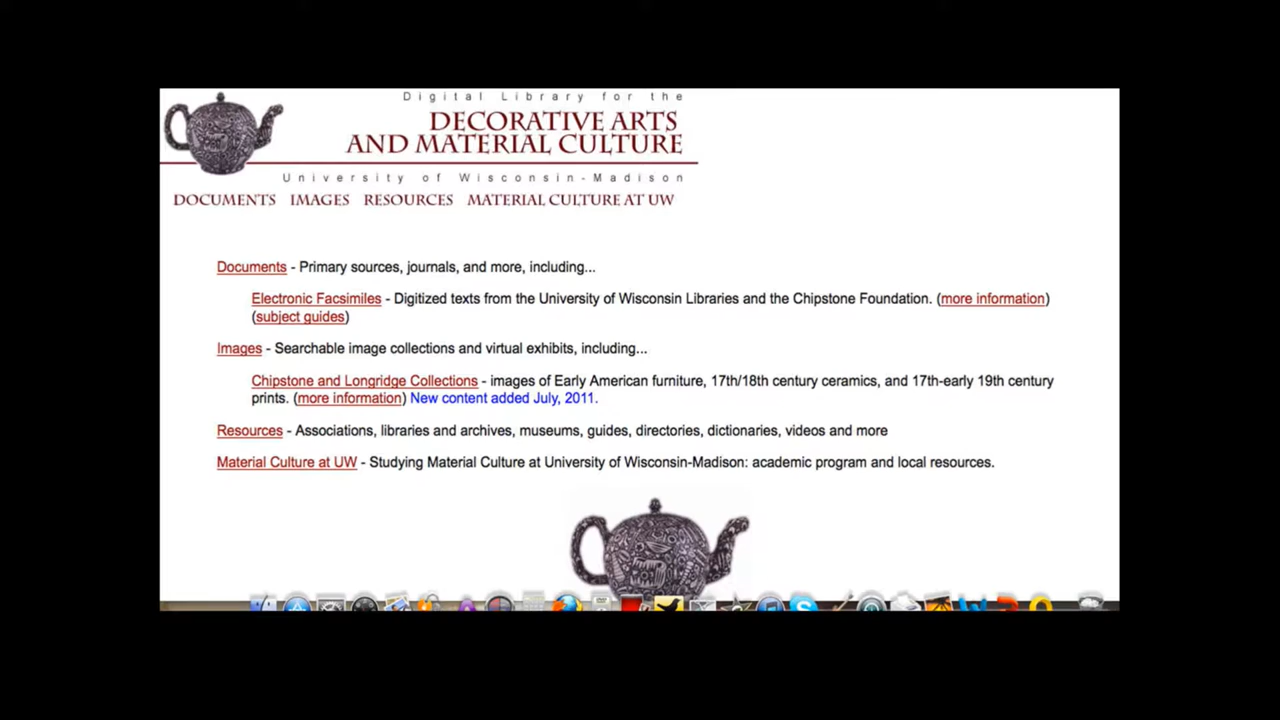 Digital Library for the
DECORATIVE ARTS
AND MATERIAL CULTURE
University of Wisconsin-Madison
DOCUMENTS IMAGES RESOURCES MATERIAL CULTURE AT UW
Documents - Primary sources, journals, and more, including...
Electronic Facsimiles - Digitized texts from the University of Wisconsin Libraries and the Chipstone Foundation. (more information)
(subject guides)
Images - Searchable image collections and virtual exhibits, including...
Chipstone and Longridge Collections - images of Early American furniture, 17th/18th century ceramics, and 17th-early 19th century
prints. (more information) New content added July, 2011.
Resources - Associations, libraries and archives, museums, guides, directories, dictionaries, videos and more
Material Culture at UW - Studying Material Culture at University of Wisconsin-Madison: academic program and local resources.